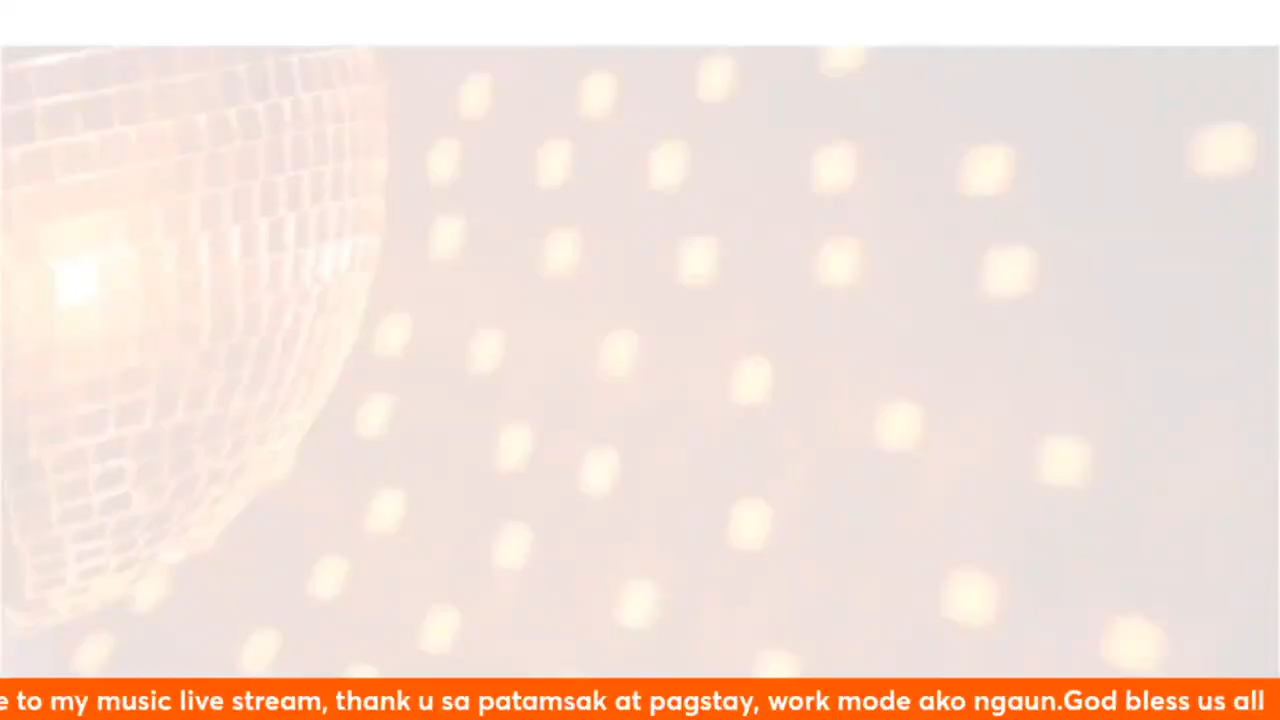 to my music live stream, thank u sa patamsak at pagstay, work mode ako ngaun.God bless us all